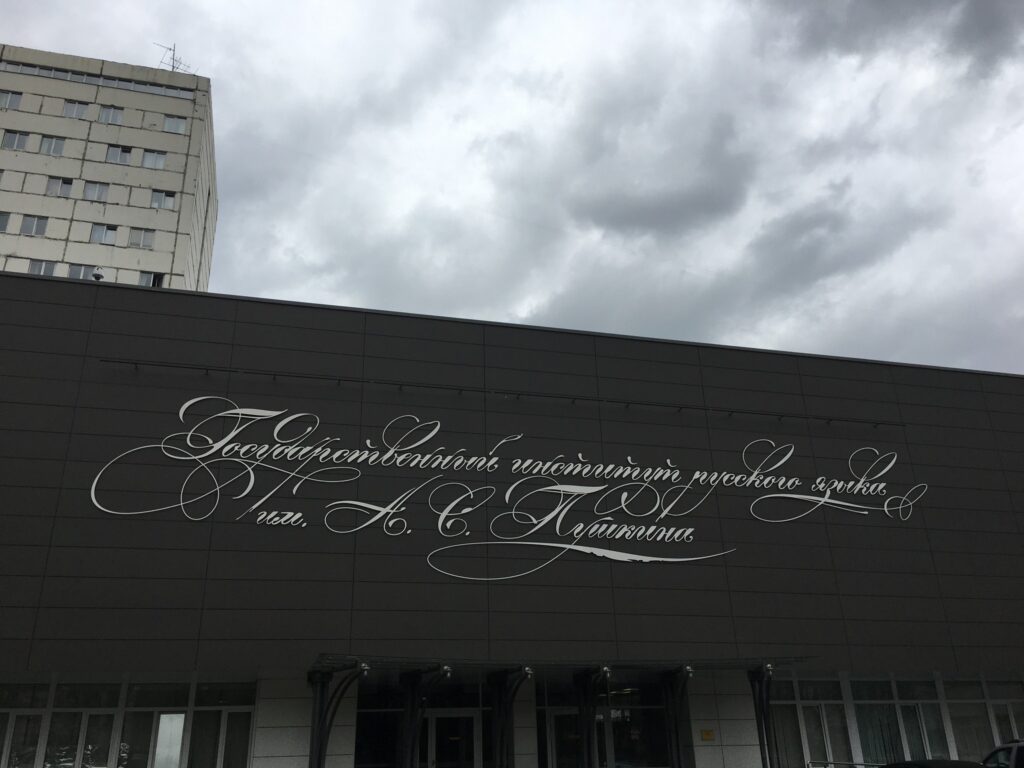 Государственный институт русского языка
им. А. С. Пушкина